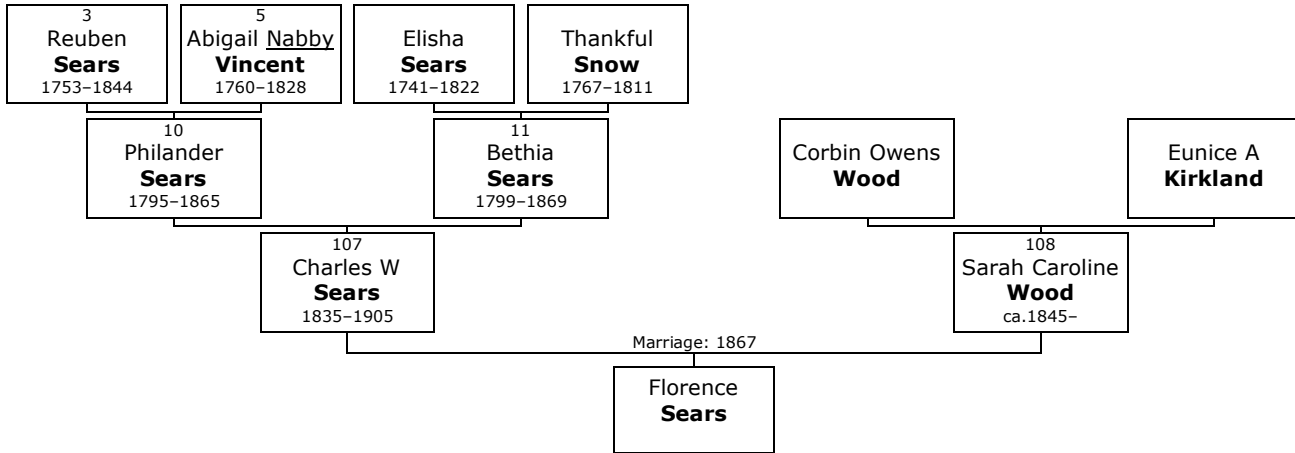 3
Reuben
Sears
1753–1844
5
Abigail Nabby
Vincent
1760–1828
Elisha
Sears
1741–1822
Thankful
Snow
1767–1811
10
Philander
Sears
1795–1865
11
Bethia
Sears
1799–1869
Corbin Owens
Wood
Eunice A
Kirkland
107
Charles W
Sears
1835–1905
108
Sarah Caroline
Wood
ca.1845–
Marriage: 1867
Florence
Sears